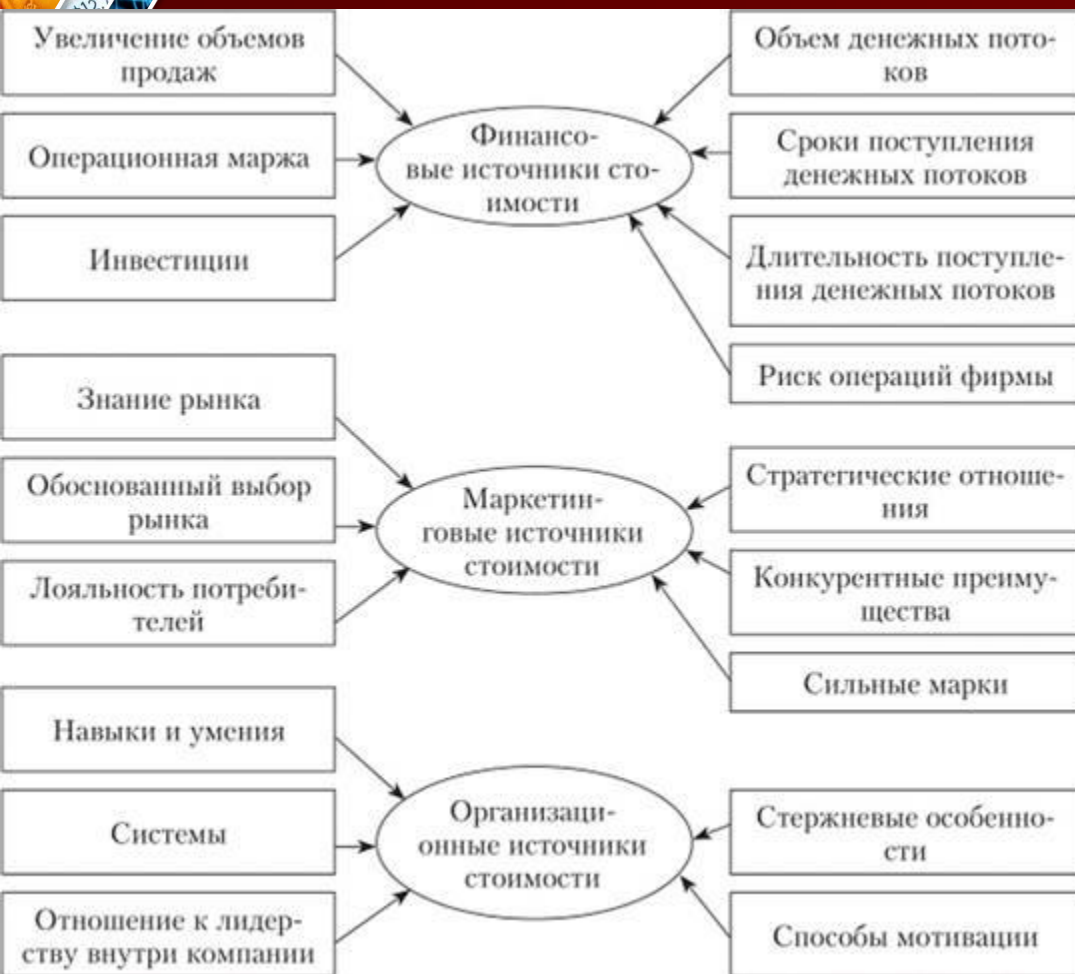 Увеличение объемов
продаж
Операционная маржа
Инвестиции
Финансо-
вые источники сто-
имости
Объем денежных пото-
ков
Сроки поступления
денежных потоков
Длительность поступле-
ния денежных потоков
Риск операций фирмы
Знание рынка
Обоснованный выбор
рынка
Лояльность потреби-
телей
Маркетин-
говые источники
стоимости
Стратегические отноше-
ния
Конкурентные преиму-
щества
Сильные марки
Навыки и умения
Системы
Отношение к лидер-
ству внутри компании
Организаци-
онные источники
стоимости
Стержневые особенно-
сти
Способы мотивации